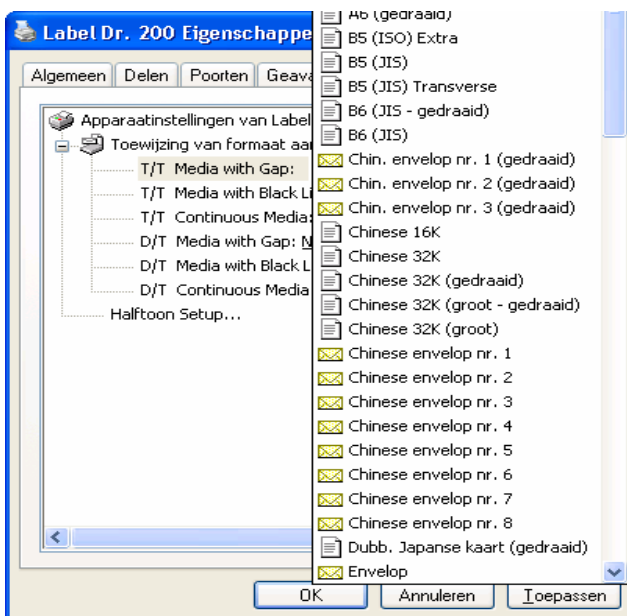 Label Dr. 200 Eigenschappe
Algemeen Delen Poorten Geava
Apparaatinstellingen van Label
Toewijzing van formaat aan
T/T Media with Gap:
T/T Media with Black Li
T/T Continuous Media:
D/T Media with Gap: N
D/T Media with Black L
D/T Continuous Media
Halftoon Setup...
A6 (gedraaid)
B5 (ISO) Extra
B5 (JIS)
B5 (JIS) Transverse
B6 (JIS - gedraaid)
B6 (JIS)
Chin. envelop nr. 1 (gedraaid)
Chin. envelop nr. 2 (gedraaid)
Chin. envelop nr. 3 (gedraaid)
Chinese 16K
Chinese 32K
Chinese 32K (gedraaid)
Chinese 32K (groot - gedraaid)
Chinese 32K (groot)
Chinese envelop nr. 1
Chinese envelop nr. 2
Chinese envelop nr. 3
Chinese envelop nr. 4
Chinese envelop nr. 5
Chinese envelop nr. 6
Chinese envelop nr. 7
Chinese envelop nr. 8
Dubb. Japanse kaart (gedraaid)
Envelop
OK Annuleren Toepassen